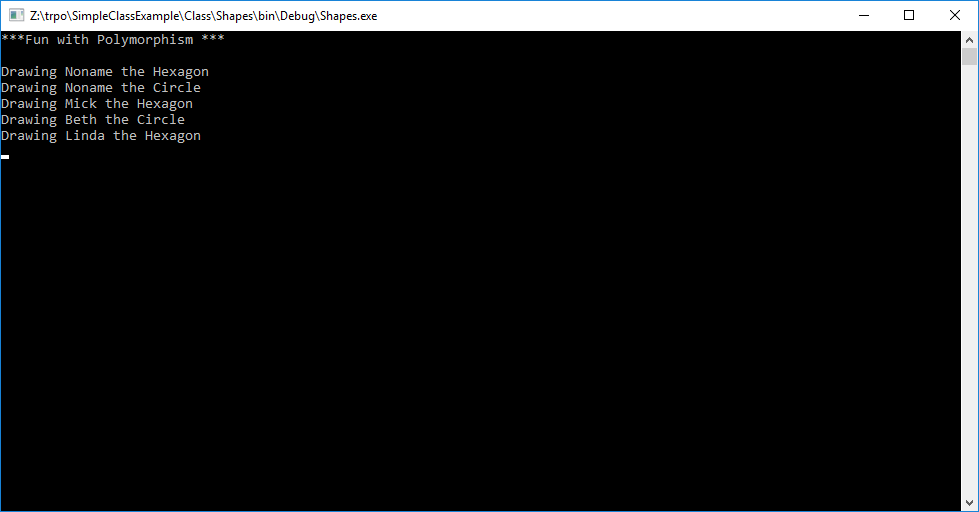 Z:\trpo\SimpleClassExample\Class\Shapes\bin\Debug\Shapes.exe
***Fun with Polymorphism ***
Drawing Noname the Hexagon
Drawing Noname the Circle
Drawing Mick the Hexagon
Drawing Beth the Circle
Drawing Linda the Hexagon